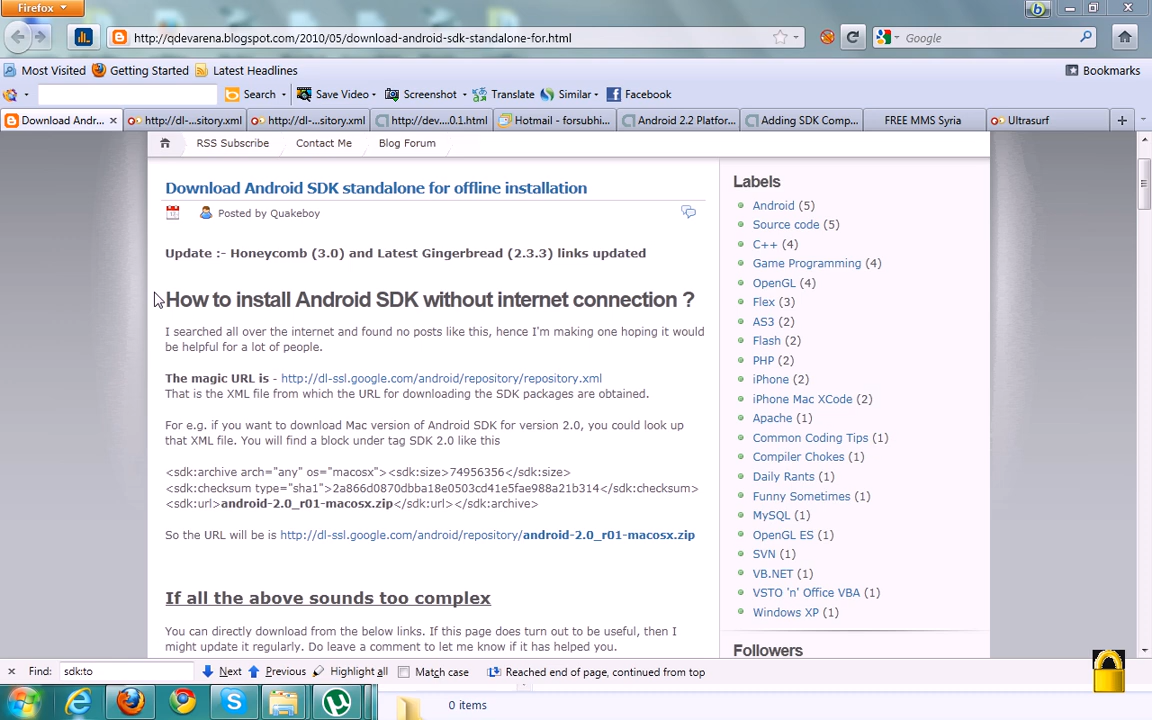 Firefox
http://qdevarena.blogspot.com/2010/05/download-android-sdk-standalone-for.html
Google
Most Visited Getting Started Latest Headlines Bookmarks
Search Save Video Screenshot Translate Similar Facebook
Download Andr... http://dl-...sitory.xml http://dl-...sitory.xml http://dev....0.1.html Hotmail - forsubhi... Android 2.2 Platfor... Adding SDK Comp... FREE MMS Syria Ultrasurf
RSS Subscribe Contact Me Blog Forum
Download Android SDK standalone for offline installation
Posted by Quakeboy
Update :- Honeycomb (3.0) and Latest Gingerbread (2.3.3) links updated
How to install Android SDK without internet connection ?
I searched all over the internet and found no posts like this, hence I'm making one hoping it would
be helpful for a lot of people.
The magic URL is - http://dl-ssl.google.com/android/repository/repository.xml
That is the XML file from which the URL for downloading the SDK packages are obtained.
For e.g. if you want to download Mac version of Android SDK for version 2.0, you could look up
that XML file. You will find a block under tag SDK 2.0 like this
<sdk:archive arch="any" os="macosx"><sdk:size>74956356</sdk:size>
<sdk:checksum type="sha1">2a866d0870dbba18e0503cd41e5fae988a21b314</sdk:checksum>
<sdk:url>android-2.0_r01-macosx.zip</sdk:url></sdk:archive>
So the URL will be is http://dl-ssl.google.com/android/repository/android-2.0_r01-macosx.zip
If all the above sounds too complex
You can directly download from the below links. If this page does turn out to be useful, then I
might update it regularly. Do leave a comment to let me know if it has helped you.
Labels
Android (5)
Source code (5)
C++ (4)
Game Programming (4)
OpenGL (4)
Flex (3)
AS3 (2)
Flash (2)
PHP (2)
iPhone (2)
iPhone Mac XCode (2)
Apache (1)
Common Coding Tips (1)
Compiler Chokes (1)
Daily Rants (1)
Funny Sometimes (1)
MySQL (1)
OpenGL ES (1)
SVN (1)
VB.NET (1)
VSTO 'n' Office VBA (1)
Windows XP (1)
Followers
Find: sdk:to Next Previous Highlight all Match case Reached end of page, continued from top
0 items